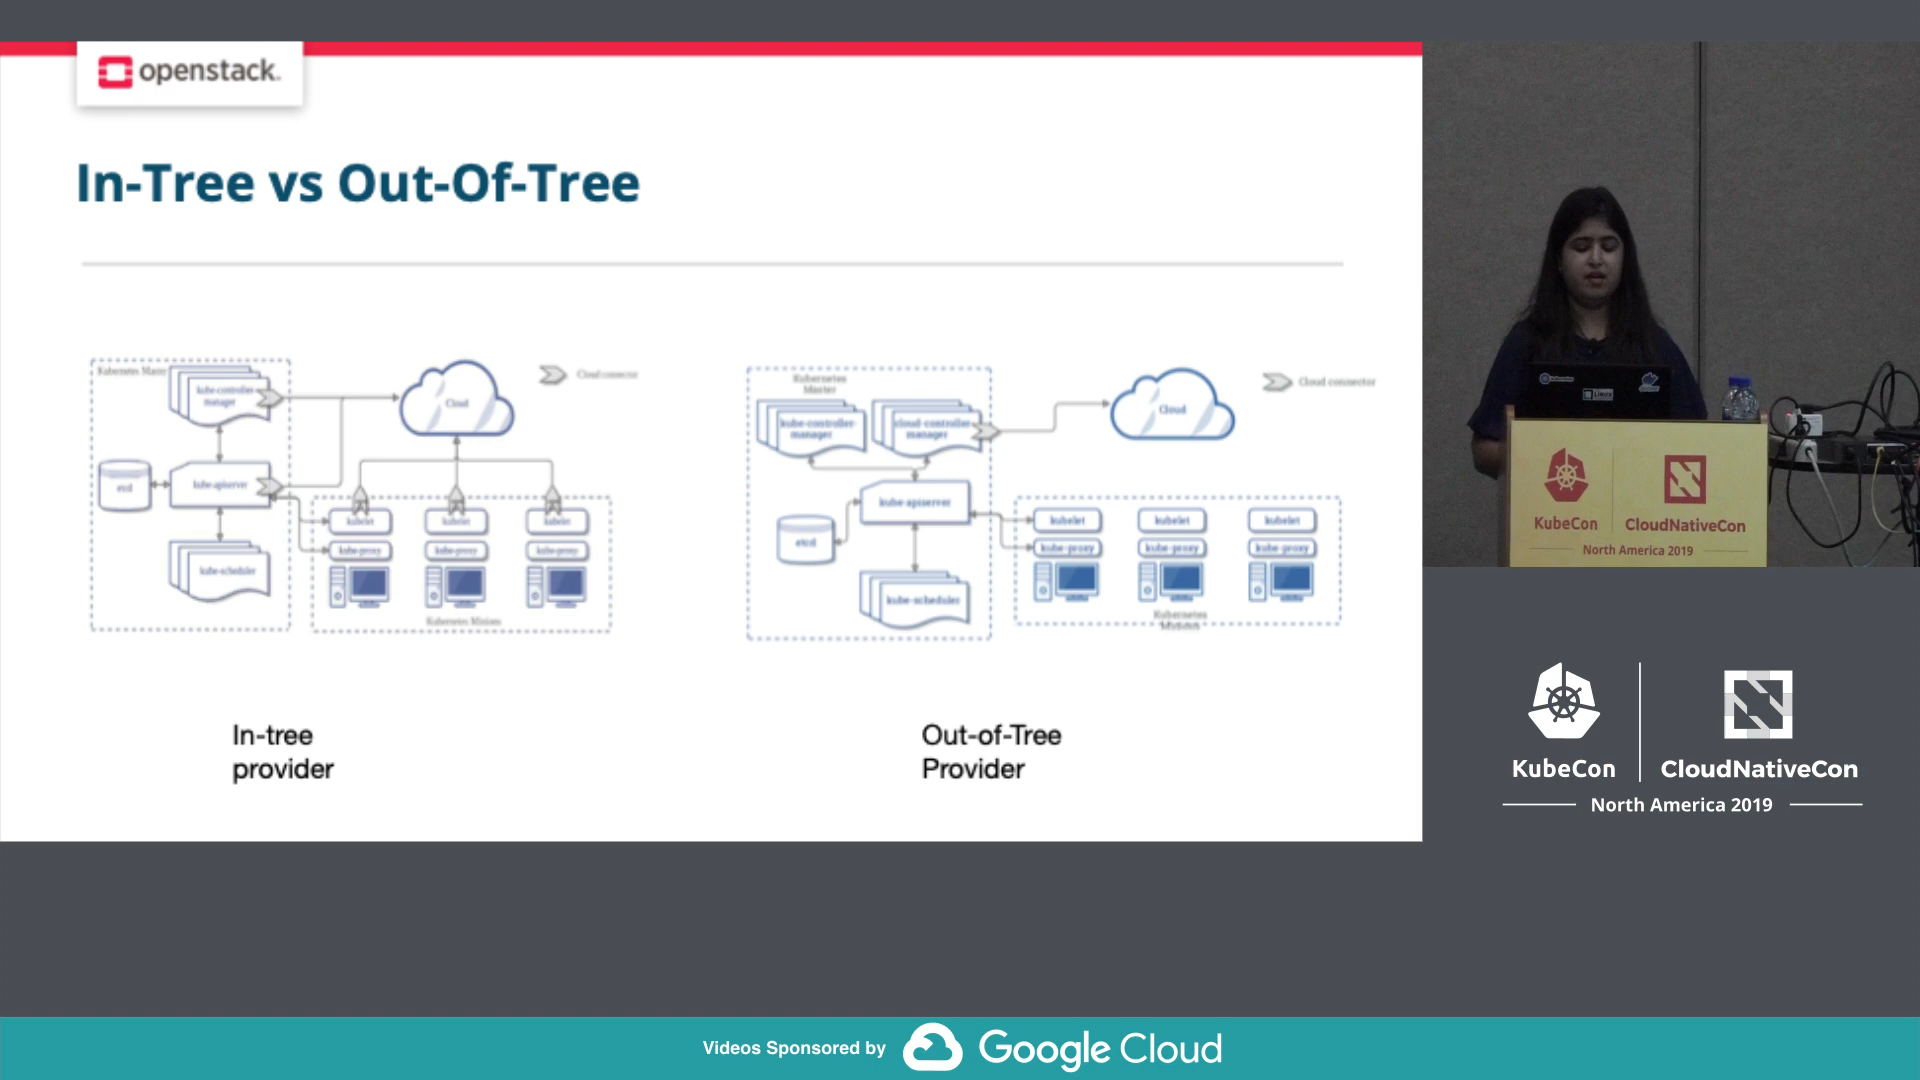 openstack.
In-Tree vs Out-Of-Tree
Kubernetes Master
kube-controller-
manager
Cloud
Cloud connector
etcd
kube-apiserver
kubelet
kubelet
kubelet
kube-proxy
kube-proxy
kube-proxy
kube-scheduler
Kubernetes Minions
In-tree
provider
Kubernetes
Master
kube-controller-
manager
cloud-controller-
manager
Cloud
Cloud connector
kube-apiserver
etcd
kubelet
kubelet
kubelet
kube-proxy
kube-proxy
kube-proxy
kube-scheduler
Kubernetes
Minions
Out-of-Tree
Provider
KubeCon
CloudNativeCon
North America 2019
KubeCon
CloudNativeCon
North America 2019
Videos Sponsored by
Google Cloud